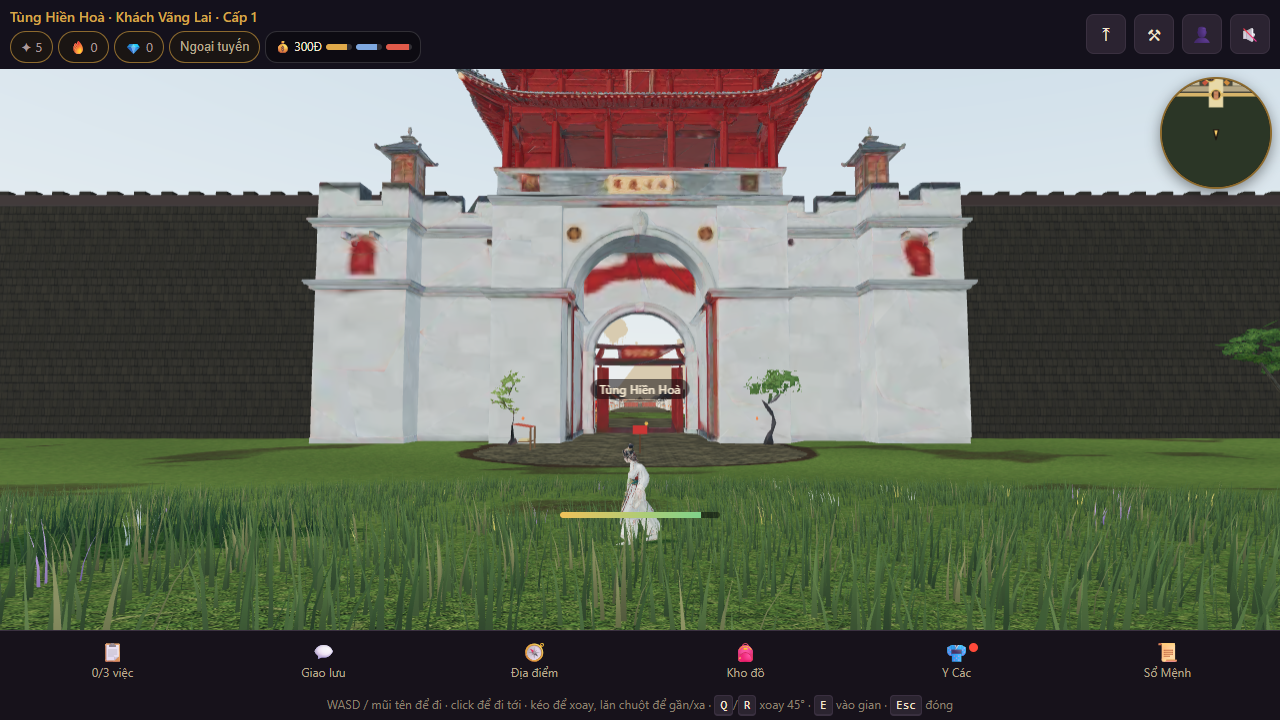 Tùng Hiền Hoà · Khách Vãng Lai · Cấp 1
5
0
0
Ngoại tuyến
300Đ
Tùng Hiền Hoà
0/3 việc
Giao lưu
Địa điểm
Kho đồ
Y Các
Sổ Mệnh
WASD / mũi tên để đi · click để đi tới · kéo để xoay, lăn chuột để gần/xa · Q / R xoay 45° · E vào gian · Esc đóng